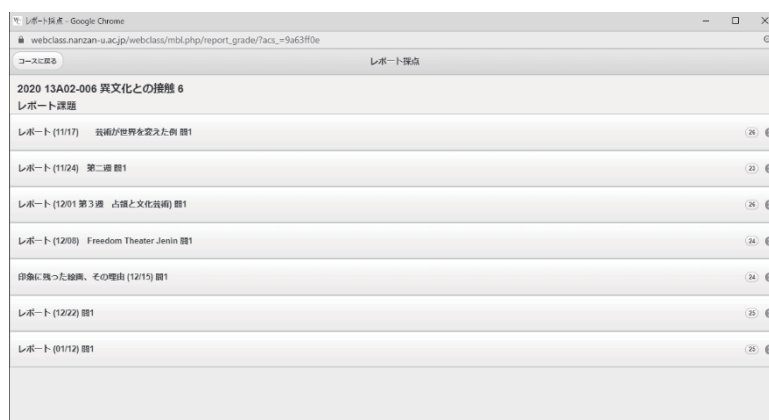 レポート採点 - Google Chrome
webclass.nanzan-u.ac.jp/webclass/mbl.php/report_grade/?acs_=9a63ff0e
コースに戻る
レポート採点
2020 13A02-006 異文化との接触 6
レポート課題
レポート (11/17) 芸術が世界を変えた例 問1 26
レポート (11/24) 第二週 問1 23
レポート (12/01 第3週 占領と文化芸術) 問1 26
レポート (12/08) Freedom Theater Jenin 問1 24
印象に残った絵画、その理由 (12/15) 問1 24
レポート (12/22) 問1 25
レポート (01/12) 問1 25